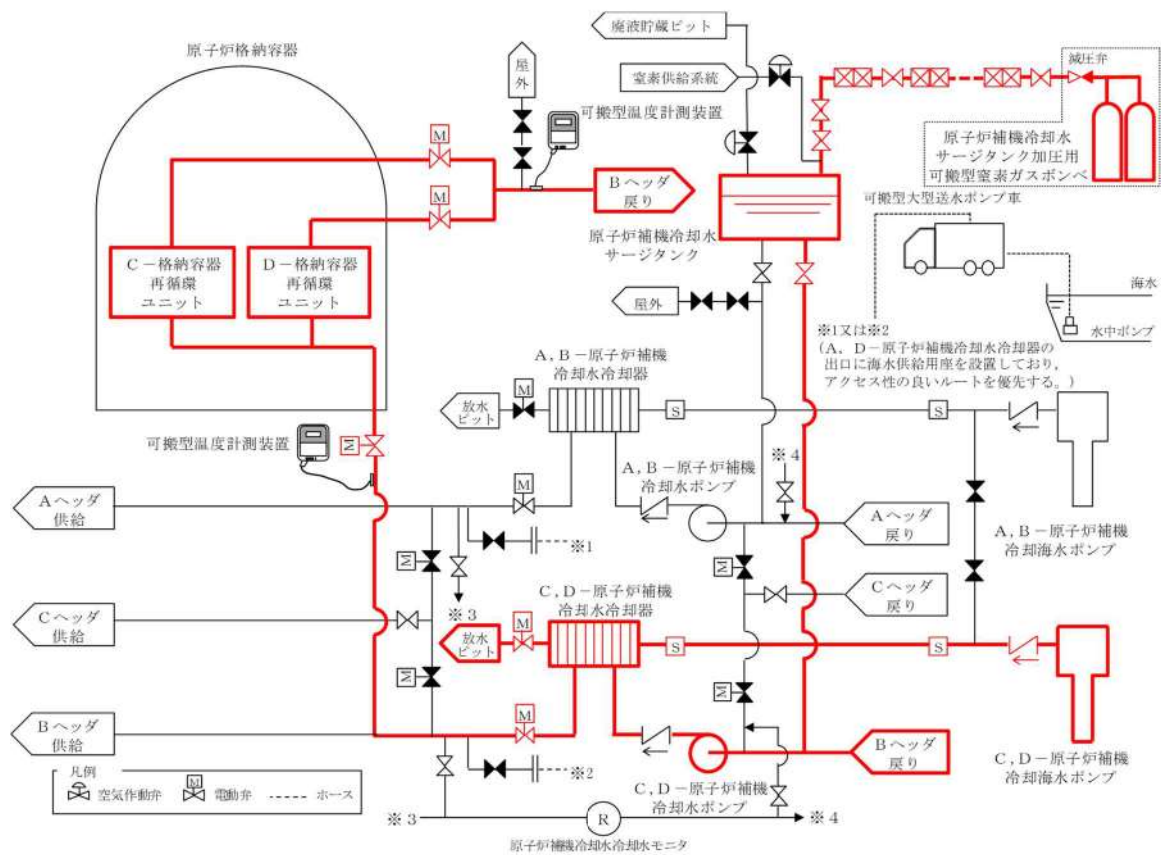 廃液貯蔵ピット
窒素供給系統
減圧弁
原子炉格納容器
屋外
可搬型温度計測装置
M
M
原子炉補機冷却水
サージタンク加圧用
可搬型窒素ガスボンベ
Bヘッダ
戻り
可搬型大型送水ポンプ車
原子炉補機冷却水
サージタンク
C-格納容器
再循環
ユニット
D-格納容器
再循環
ユニット
海水
水中ポンプ
屋外
※1又は※2
(A, D-原子炉補機冷却水冷却器の
出口に海水供給用座を設置しており,
アクセス性の良いルートを優先する。)
A, B-原子炉補機
冷却水冷却器
放水
ピット
M
S
S
可搬型温度計測装置
M
※4
A, B-原子炉補機
冷却水ポンプ
Aヘッダ
供給
M
Aヘッダ
戻り
A, B-原子炉補機
冷却海水ポンプ
※1
M
M
※3
Cヘッダ
供給
Cヘッダ
戻り
C, D-原子炉補機
冷却水冷却器
放水
ピット
M
S
S
M
M
Bヘッダ
供給
M
Bヘッダ
戻り
C, D-原子炉補機
冷却海水ポンプ
※2
C, D-原子炉補機
冷却水ポンプ
凡例
空気作動弁
M
電動弁
ホース
※3
R
※4
原子炉補機冷却水冷却水モニタ